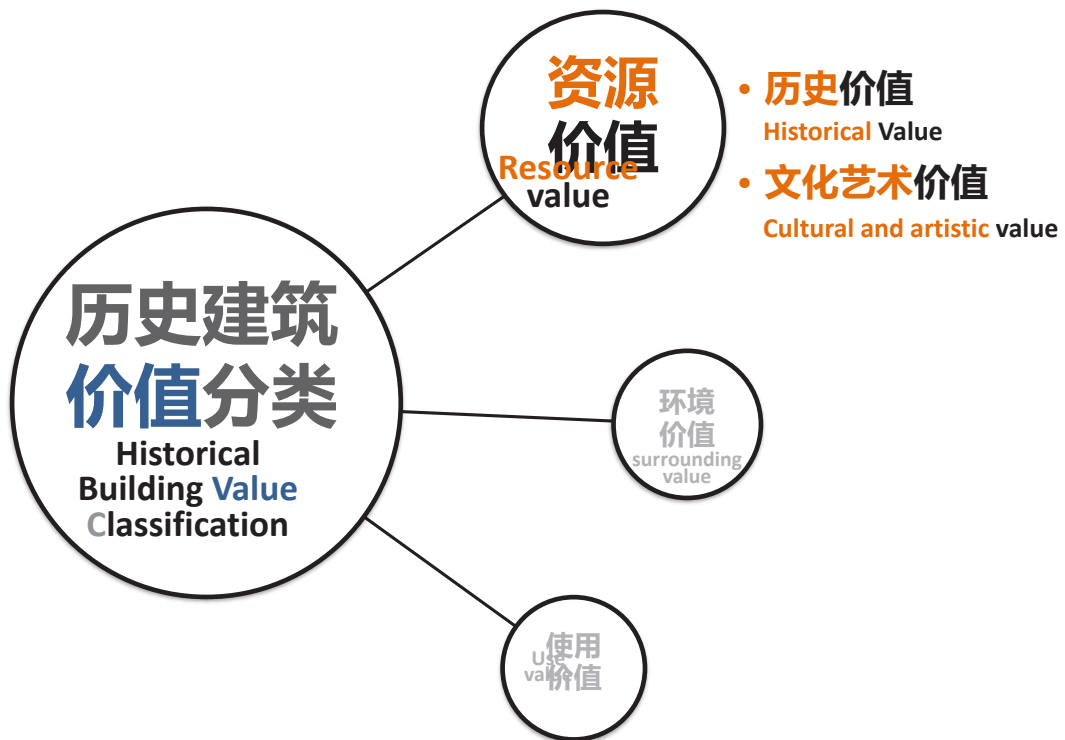 历史建筑
价值分类
Historical
Building Value
Classification
资源
价值
Resource
value
• 历史价值
Historical Value
• 文化艺术价值
Cultural and artistic value
环境
价值
surrounding
value
使用
价值
Use
value